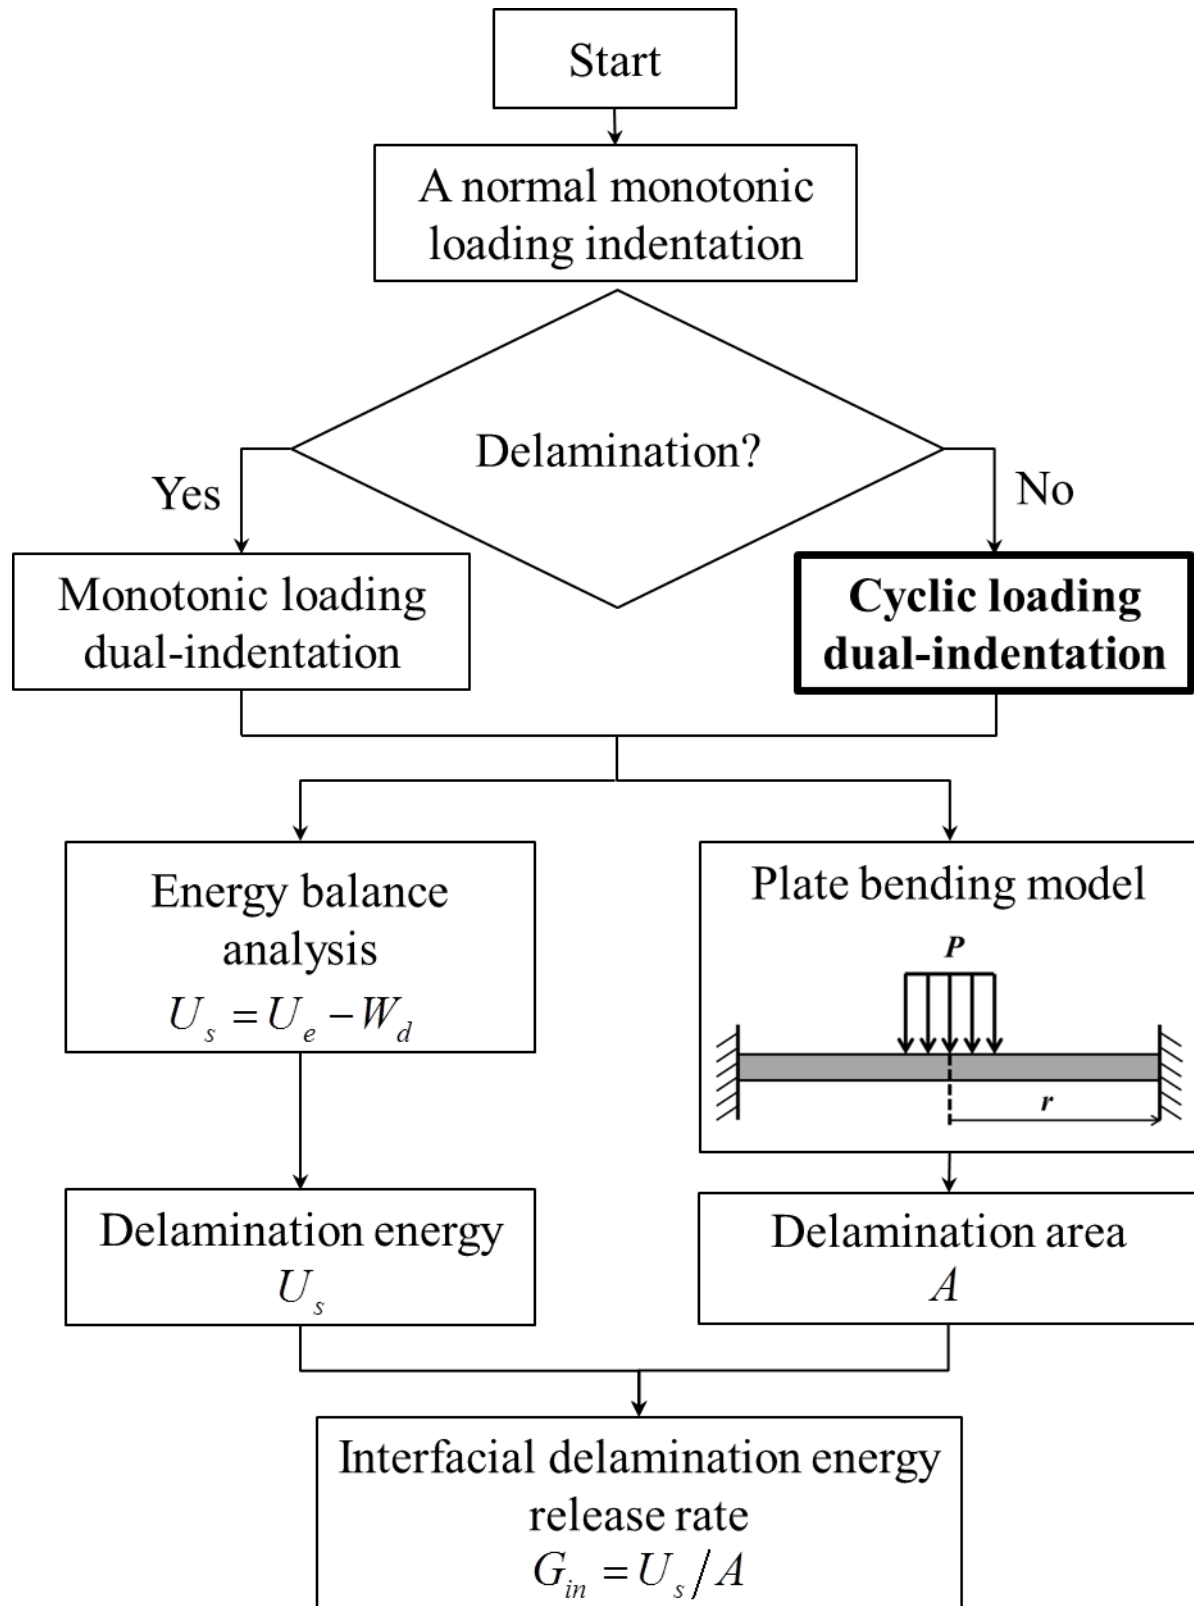 Start
A normal monotonic
loading indentation
Delamination?
Yes
No
Monotonic loading
dual-indentation
Cyclic loading
dual-indentation
Energy balance
analysis
U_s = U_e − W_d
Plate bending model
P
r
Delamination energy
U_s
Delamination area
A
Interfacial delamination energy
release rate
G_in = U_s / A